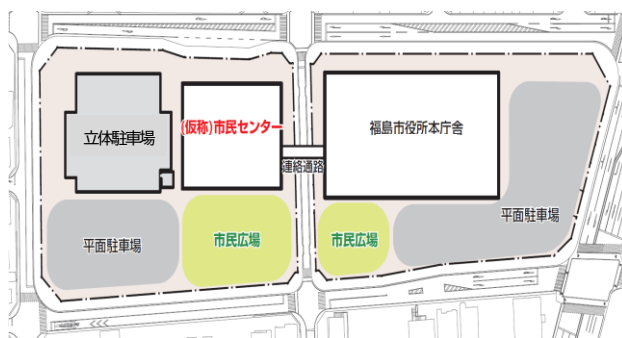 立体駐車場
(仮称)市民センター
福島市役所本庁舎
連絡通路
平面駐車場
市民広場
市民広場
平面駐車場